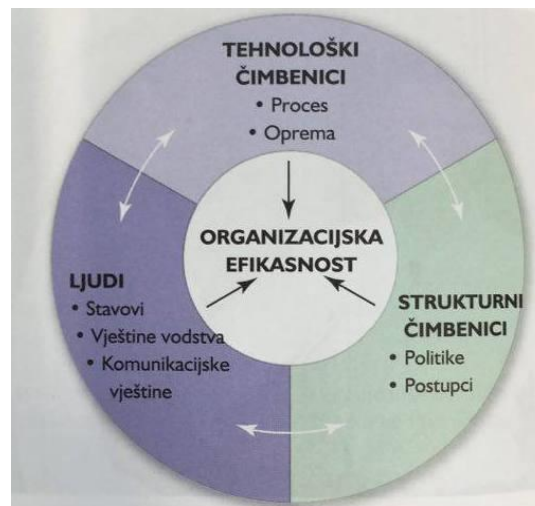 TEHNOLOŠKI
ČIMBENICI
• Proces
• Oprema
ORGANIZACIJSKA
EFIKASNOST
LJUDI
• Stavovi
• Vještine vodstva
• Komunikacijske
vještine
STRUKTURNI
ČIMBENICI
• Politike
• Postupci